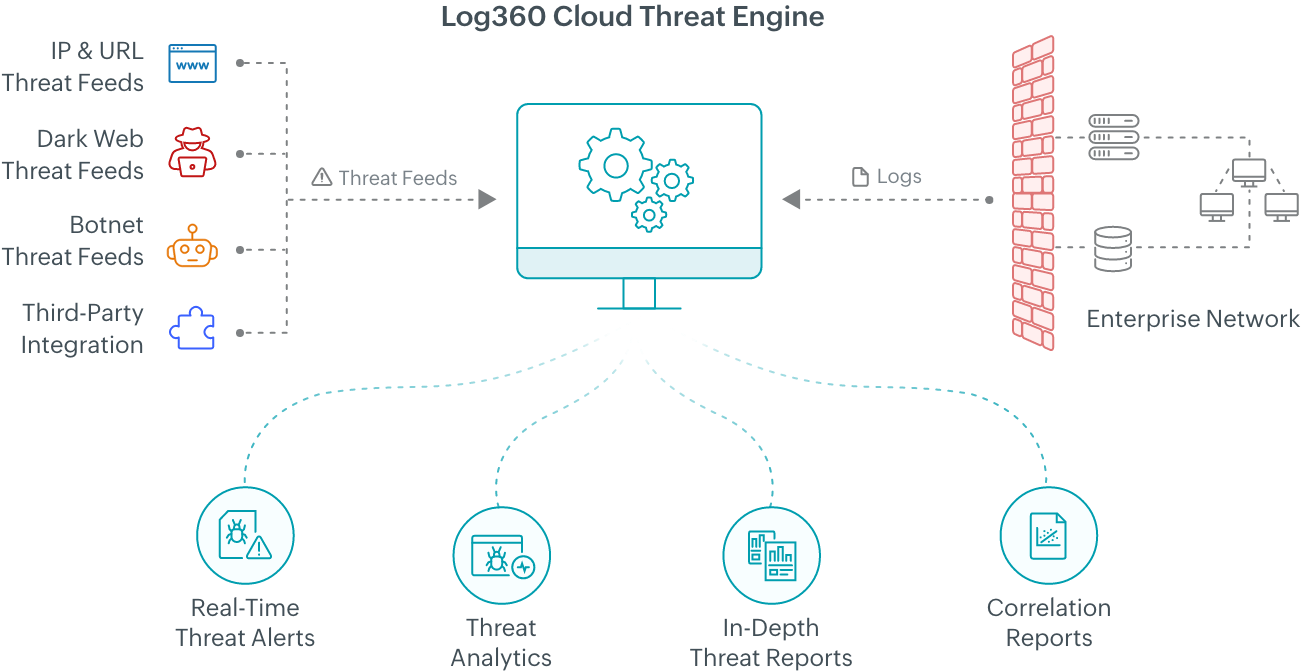 Log360 Cloud Threat Engine
IP & URL
Threat Feeds
www
Dark Web
Threat Feeds
Botnet
Threat Feeds
Third-Party
Integration
Threat Feeds
Logs
Enterprise Network
Real-Time
Threat Alerts
Threat
Analytics
In-Depth
Threat Reports
Correlation
Reports